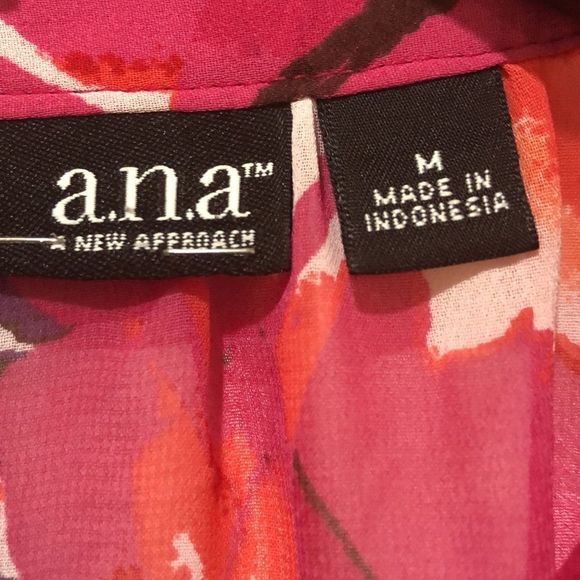 a.n.a™
A NEW APPROACH
M
MADE IN
INDONESIA